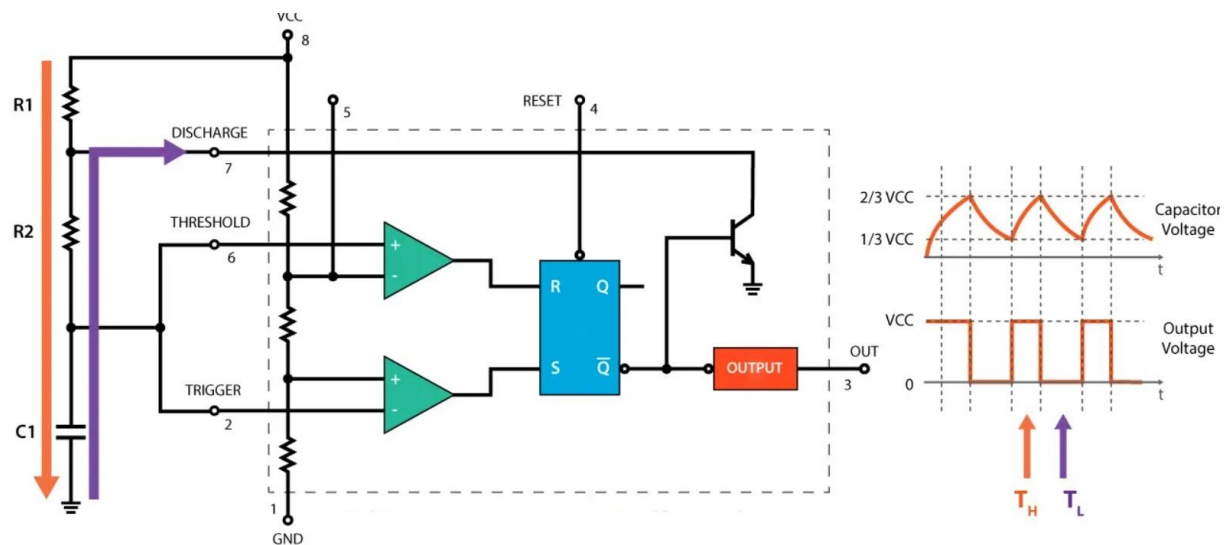 VCC
8
R1
5
RESET
4
DISCHARGE
7
R2
THRESHOLD
6
+
-
R
Q
S
Q̅
+
-
TRIGGER
2
C1
OUTPUT
OUT
3
1
GND
2/3 VCC
1/3 VCC
Capacitor
Voltage
t
VCC
0
Output
Voltage
t
TH
TL